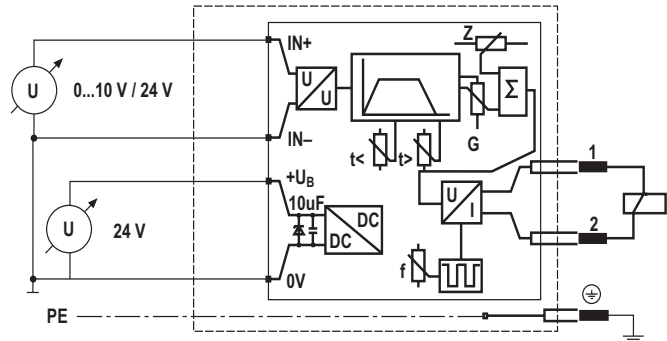 IN+
Z
U
U
Σ
U
0...10 V / 24 V
IN–
t<
t>
G
1
+UB
10uF
U
I
2
U
24 V
DC
DC
f
0V
PE